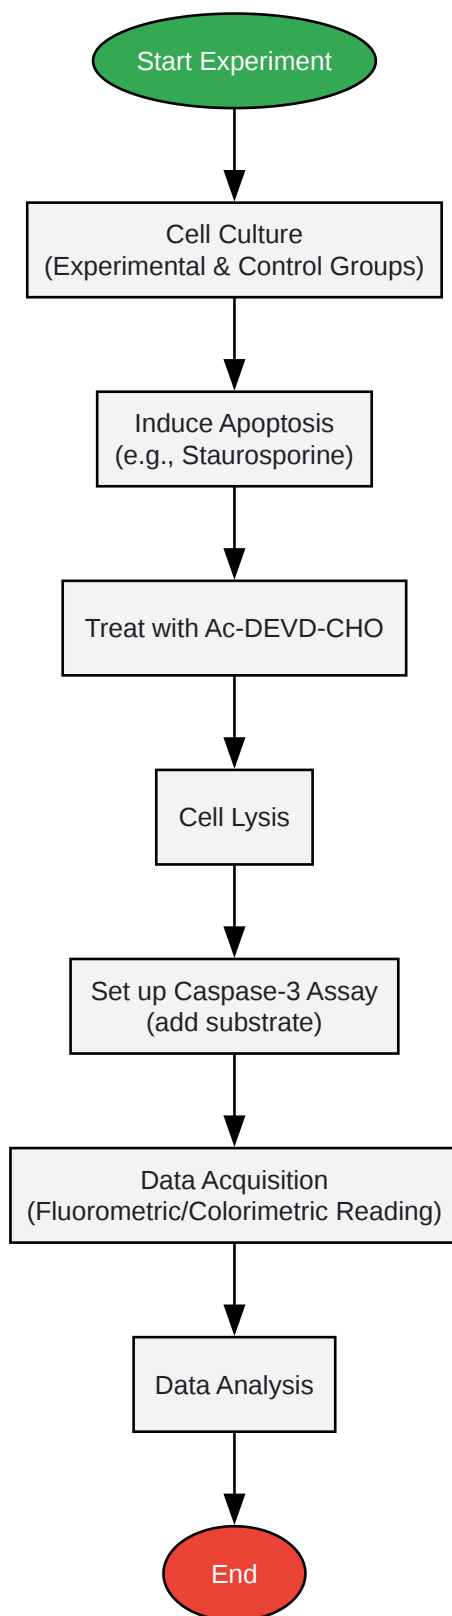 Start Experiment
Cell Culture
(Experimental & Control Groups)
Induce Apoptosis
(e.g., Staurosporine)
Treat with Ac-DEVD-CHO
Cell Lysis
Set up Caspase-3 Assay
(add substrate)
Data Acquisition
(Fluorometric/Colorimetric Reading)
Data Analysis
End